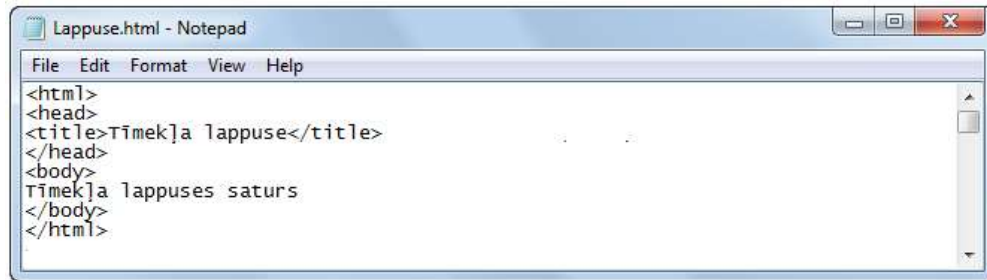 Lappuse.html - Notepad
File Edit Format View Help
<html>
<head>
<title>Tīmekļa lappuse</title>
</head>
<body>
Tīmekļa lappuses saturs
</body>
</html>